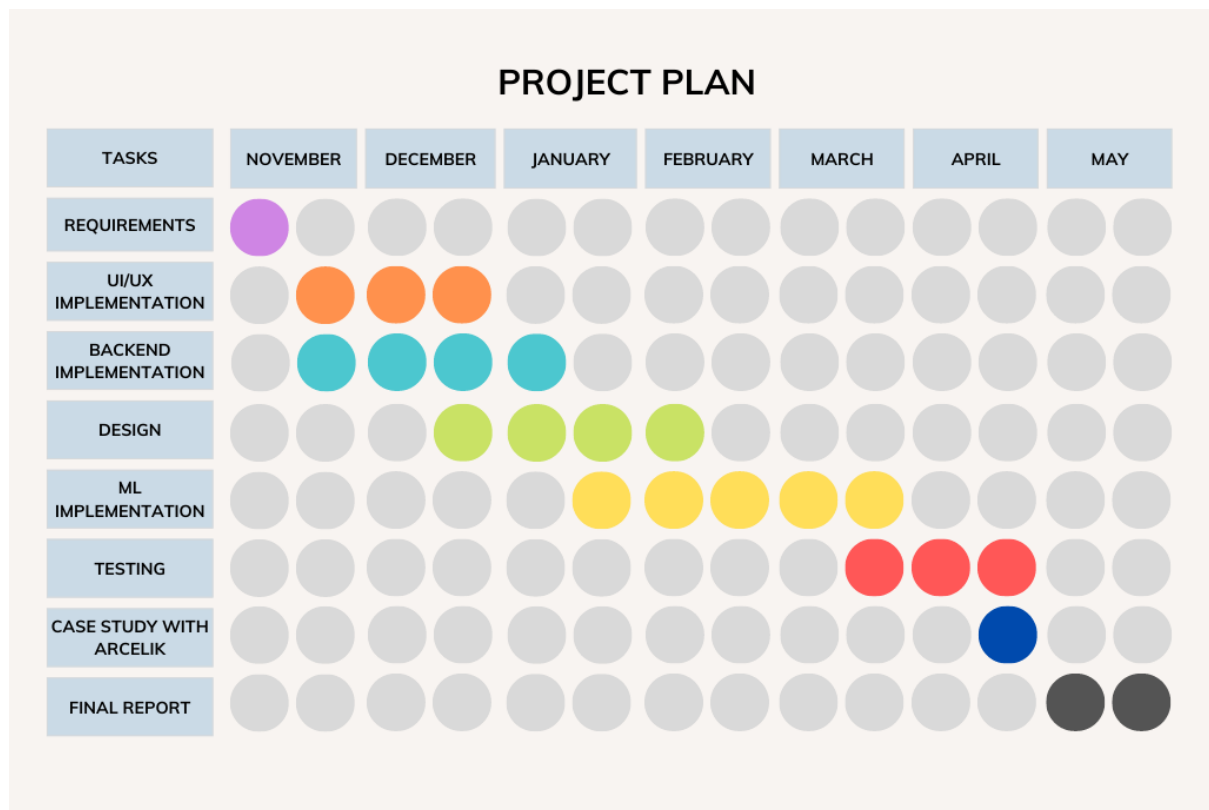 PROJECT PLAN
TASKS
NOVEMBER
DECEMBER
JANUARY
FEBRUARY
MARCH
APRIL
MAY
REQUIREMENTS
UI/UX
IMPLEMENTATION
BACKEND
IMPLEMENTATION
DESIGN
ML
IMPLEMENTATION
TESTING
CASE STUDY WITH
ARCELIK
FINAL REPORT